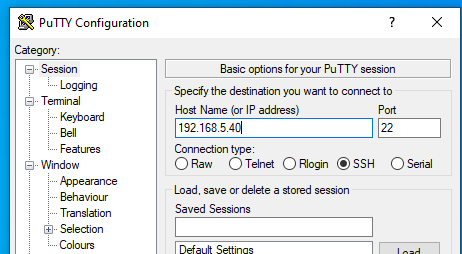 PuTTY Configuration ? ×
Category:
Session
Logging
Terminal
Keyboard
Bell
Features
Window
Appearance
Behaviour
Translation
Selection
Colours
Basic options for your PuTTY session
Specify the destination you want to connect to
Host Name (or IP address) Port
192.168.5.40 22
Connection type:
Raw Telnet Rlogin SSH Serial
Load, save or delete a stored session
Saved Sessions
Default Settings Load